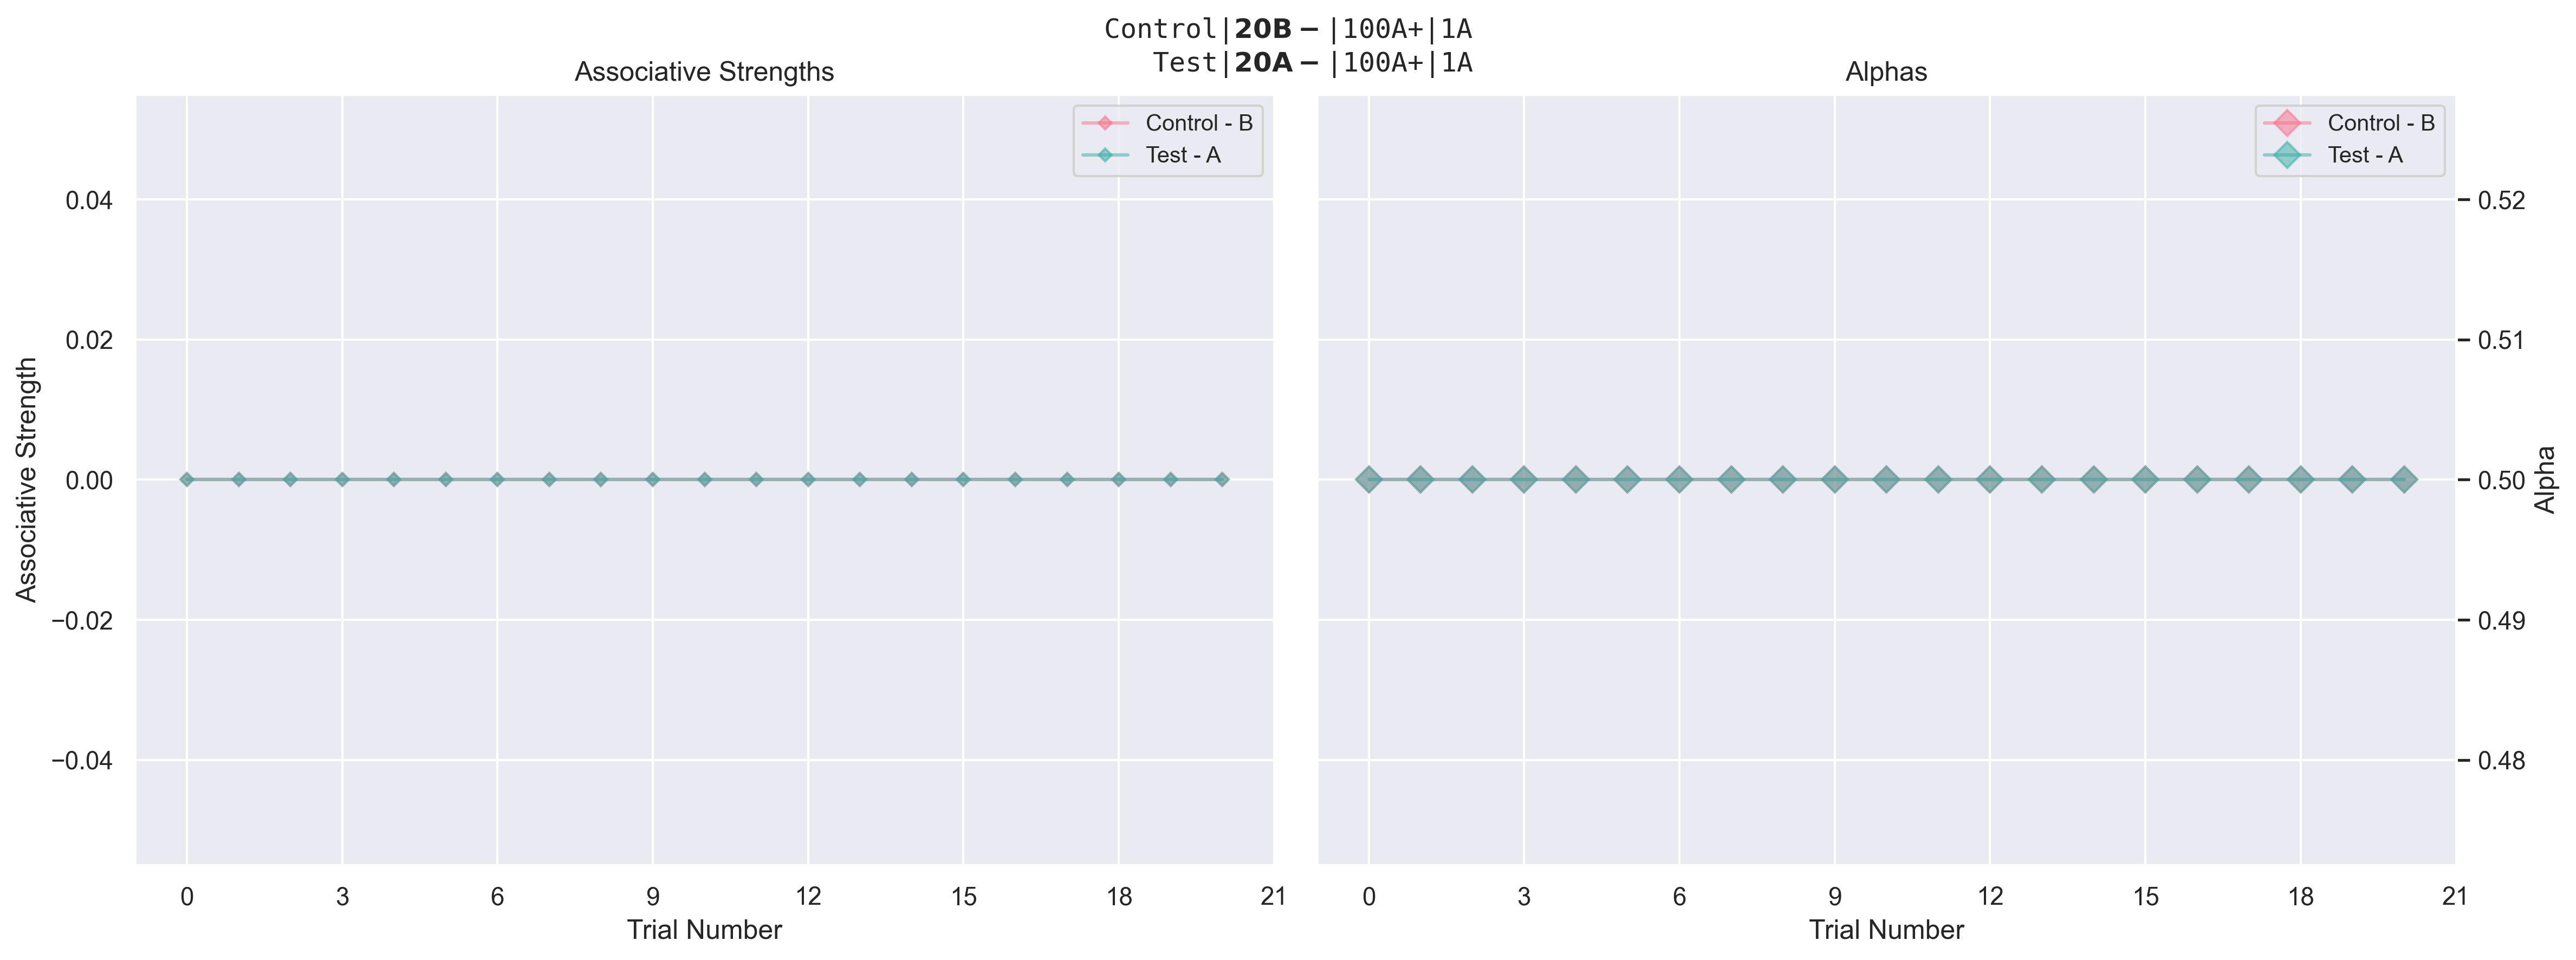 Control|20B−|100A+|1A
Test|20A−|100A+|1A
Associative Strengths
Control - B
Test - A
0.04
0.02
0.00
−0.02
−0.04
Associative Strength
0 3 6 9 12 15 18 21
Trial Number
Alphas
Control - B
Test - A
0.52
0.51
0.50
0.49
0.48
Alpha
0 3 6 9 12 15 18 21
Trial Number